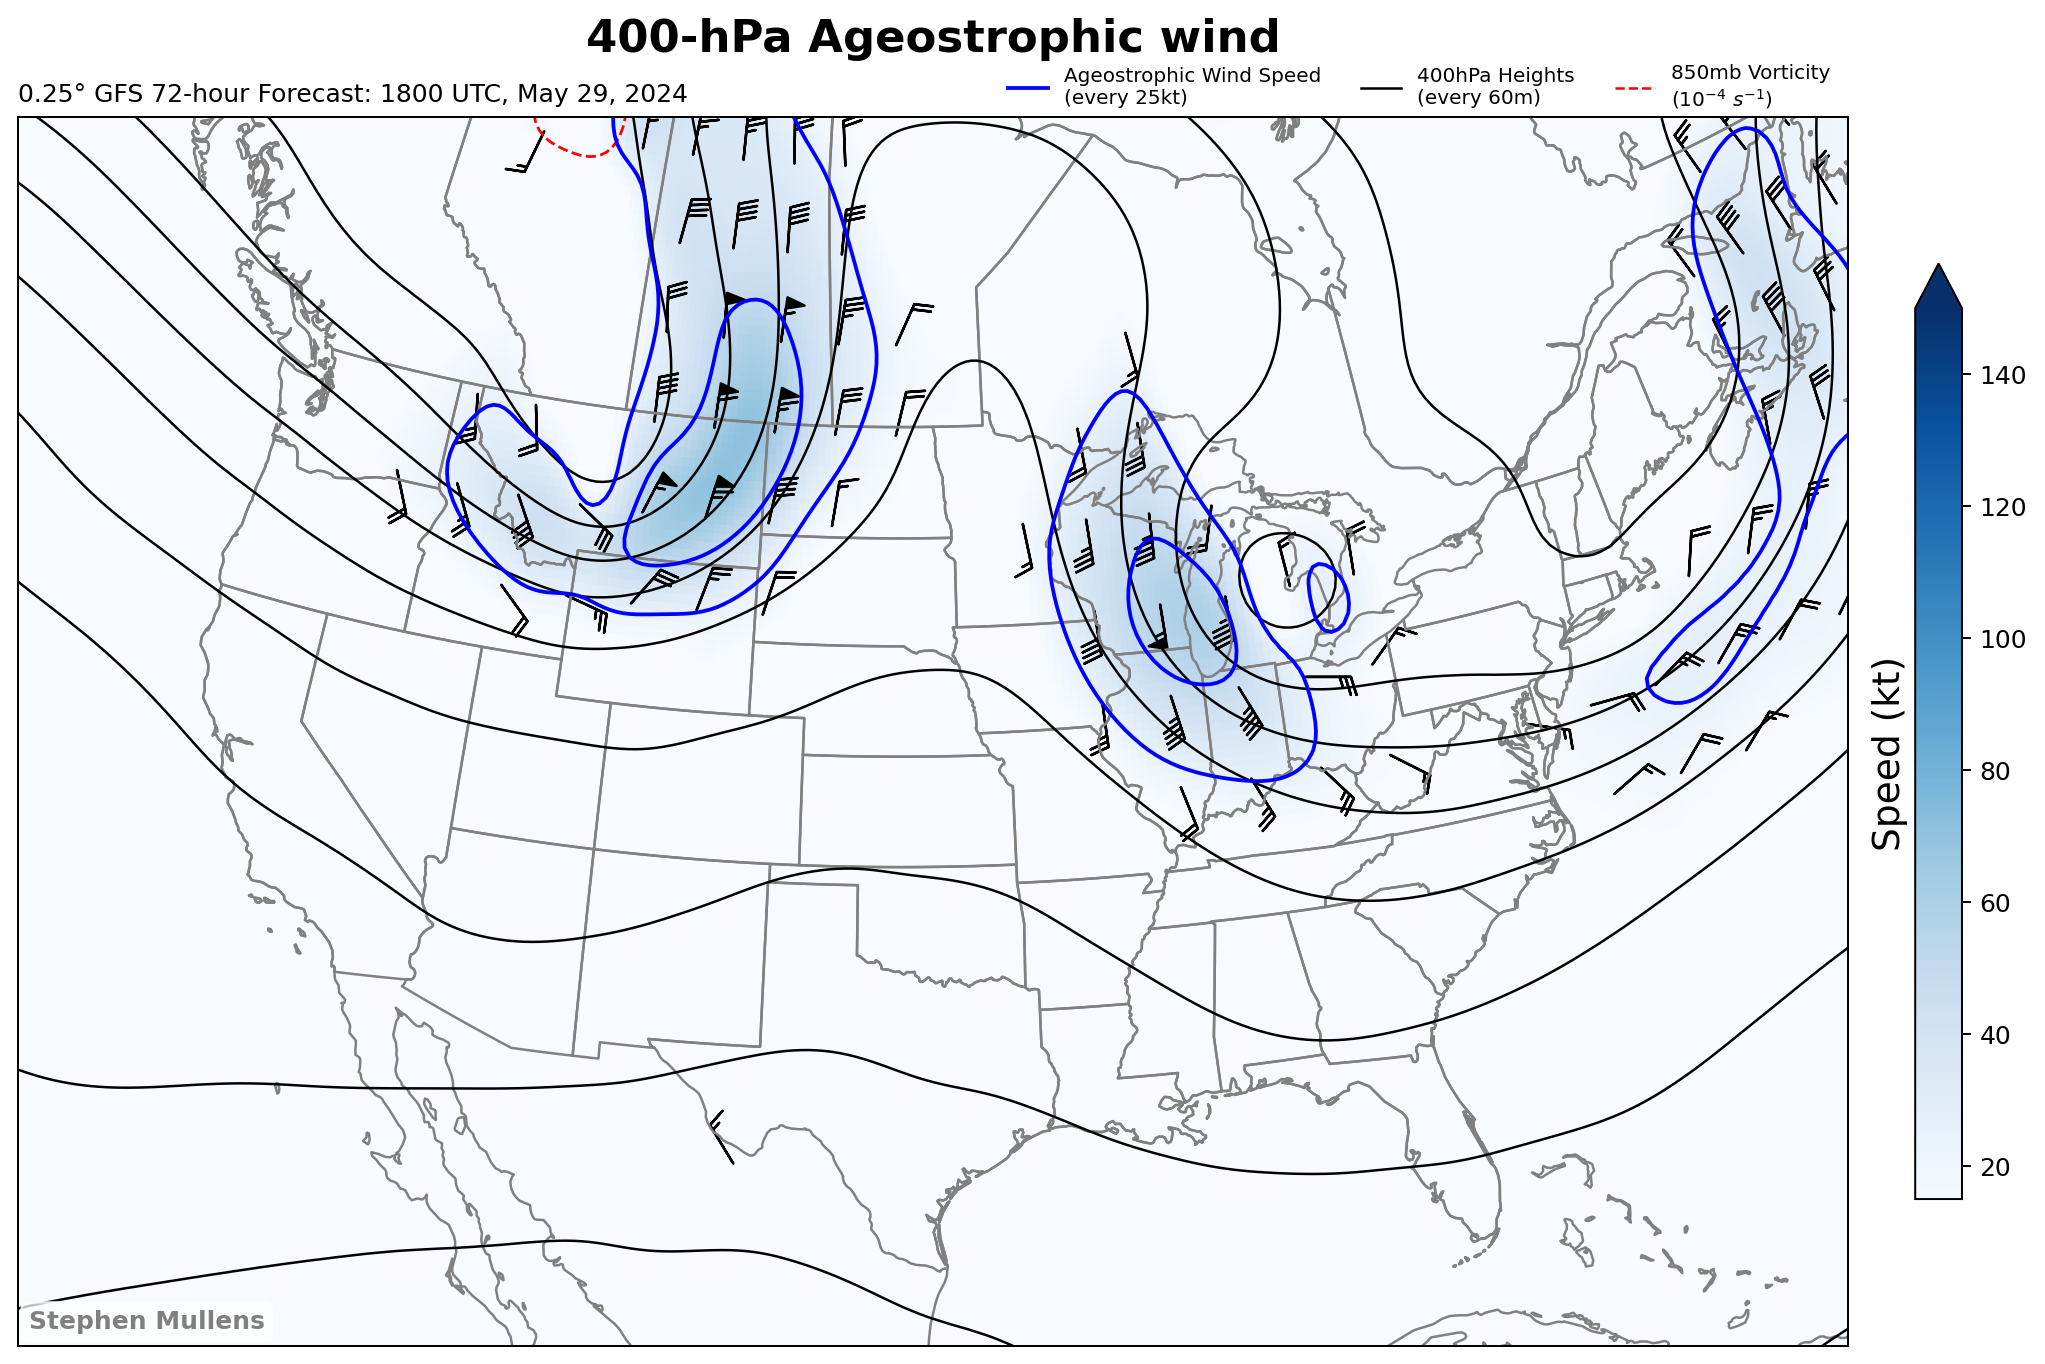 400-hPa Ageostrophic wind
0.25° GFS 72-hour Forecast: 1800 UTC, May 29, 2024
Ageostrophic Wind Speed
(every 25kt)
400hPa Heights
(every 60m)
850mb Vorticity
(10⁻⁴ s⁻¹)
140
120
100
80
60
40
20
Speed (kt)
Stephen Mullens